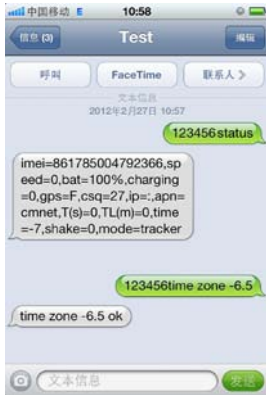 中国移动 E 10:58
信息 (3) Test 编辑
呼叫 FaceTime 联系人
文本信息
2012年2月27日 10:57
123456status
imei=861785004792366,sp
eed=0,bat=100%,charging
=0,gps=F,csq=27,ip=:,apn=
cmnet,T(s)=0,TL(m)=0,time
=-7,shake=0,mode=tracker
123456time zone -6.5
time zone -6.5 ok
文本信息 发送